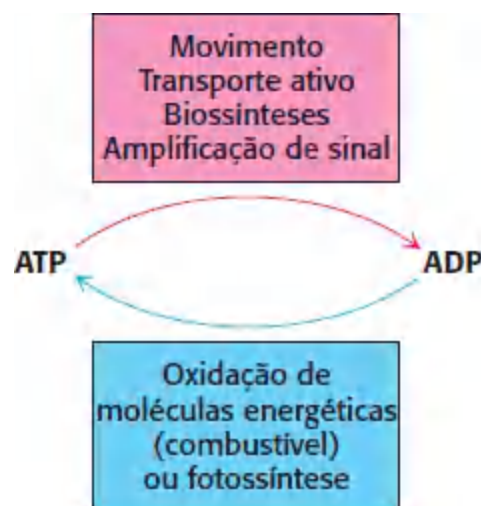 Movimento
Transporte ativo
Biossínteses
Amplificação de sinal
ATP
ADP
Oxidação de
moléculas energéticas
(combustível)
ou fotossíntese